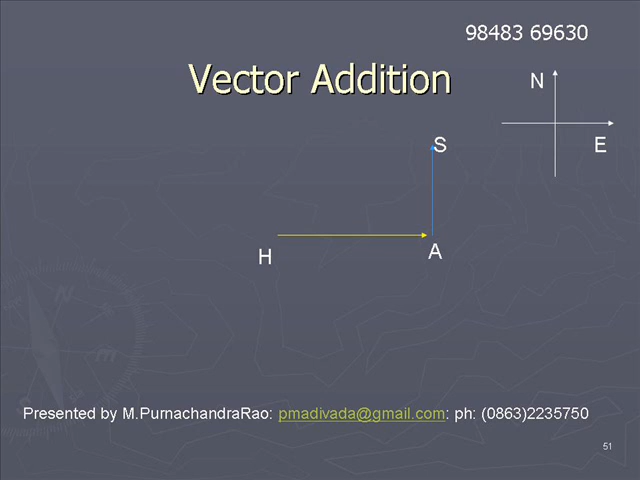 98483 69630
Vector Addition
N
E
S
H
A
N
E
Presented by M.PurnachandraRao: pmadivada@gmail.com: ph: (0863)2235750
51